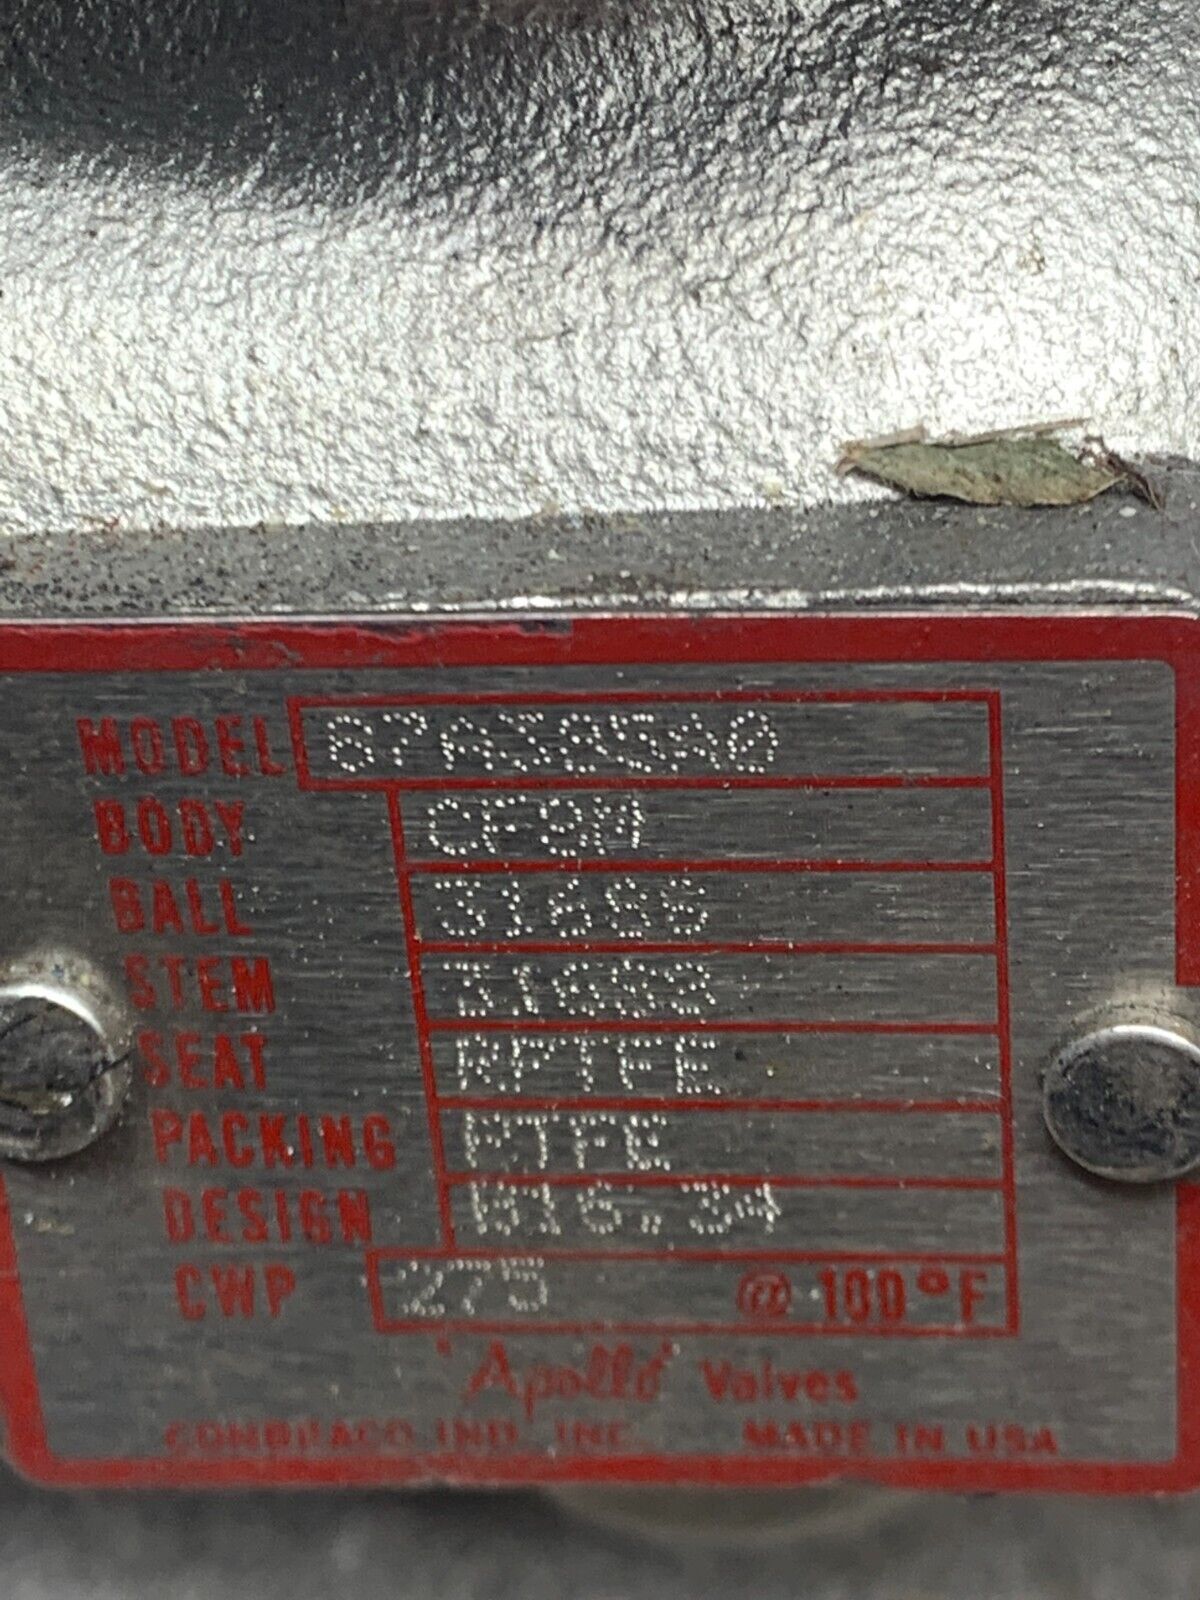 MODEL 87A385A0
BODY CF8M
BALL 316SS
STEM 316SS
SEAT RPTFE
PACKING PTFE
DESIGN B16.34
CWP 275 @ 100°F
"Apollo" Valves
CONBRACO IND. INC. MADE IN USA